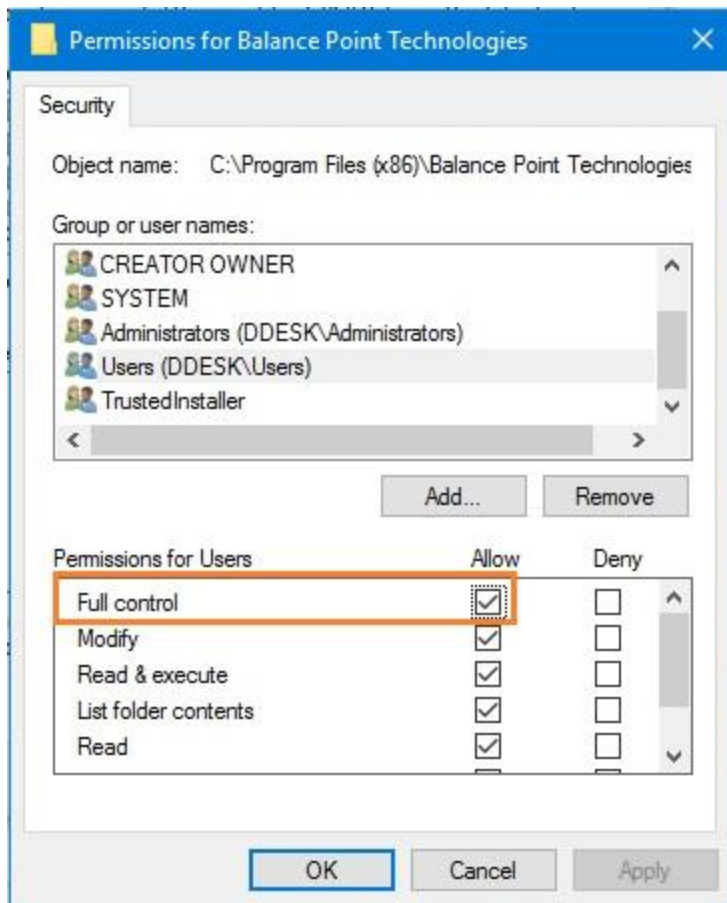 Permissions for Balance Point Technologies
Security
Object name: C:\Program Files (x86)\Balance Point Technologies
Group or user names:
CREATOR OWNER
SYSTEM
Administrators (DDESK\Administrators)
Users (DDESK\Users)
TrustedInstaller
Add... Remove
Permissions for Users Allow Deny
Full control
Modify
Read & execute
List folder contents
Read
OK Cancel Apply